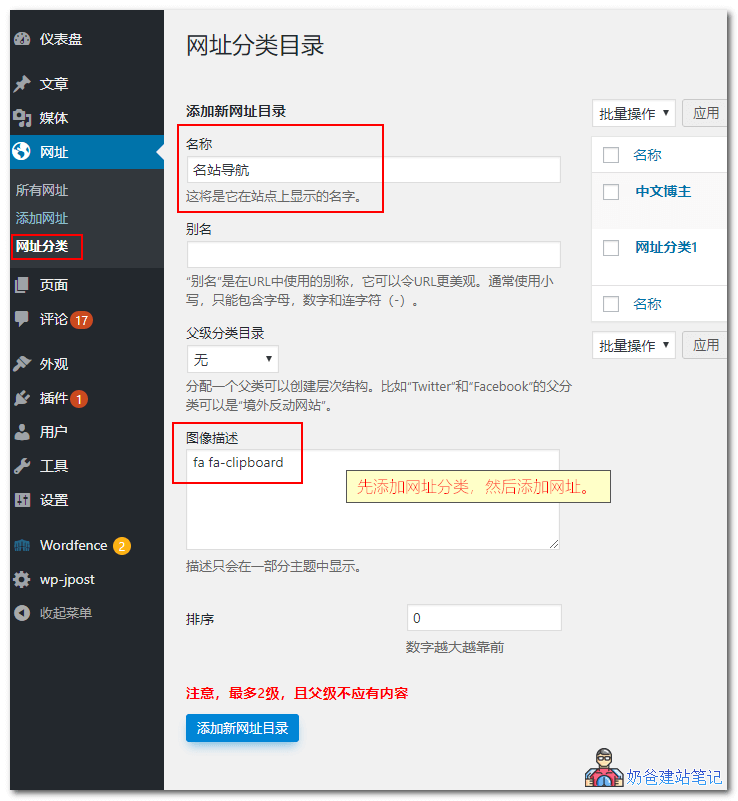 仪表盘
文章
媒体
网址
所有网址
添加网址
网址分类
页面
评论 17
外观
插件 1
用户
工具
设置
Wordfence 2
wp-jpost
收起菜单
网址分类目录
添加新网址目录
名称
名站导航
这将是它在站点上显示的名字。
别名
“别名”是在URL中使用的别称，它可以令URL更美观。通常使用小
写，只能包含字母，数字和连字符（-）。
父级分类目录
无
分配一个父类可以创建层次结构。比如“Twitter”和“Facebook”的父分
类可以是“境外反动网站”。
图像描述
fa fa-clipboard
先添加网址分类，然后添加网址。
描述只会在一部分主题中显示。
排序
0
数字越大越靠前
注意，最多2级，且父级不应有内容
添加新网址目录
批量操作
应用
名称
中文博主
网址分类1
名称
批量操作
应用
奶爸建站笔记